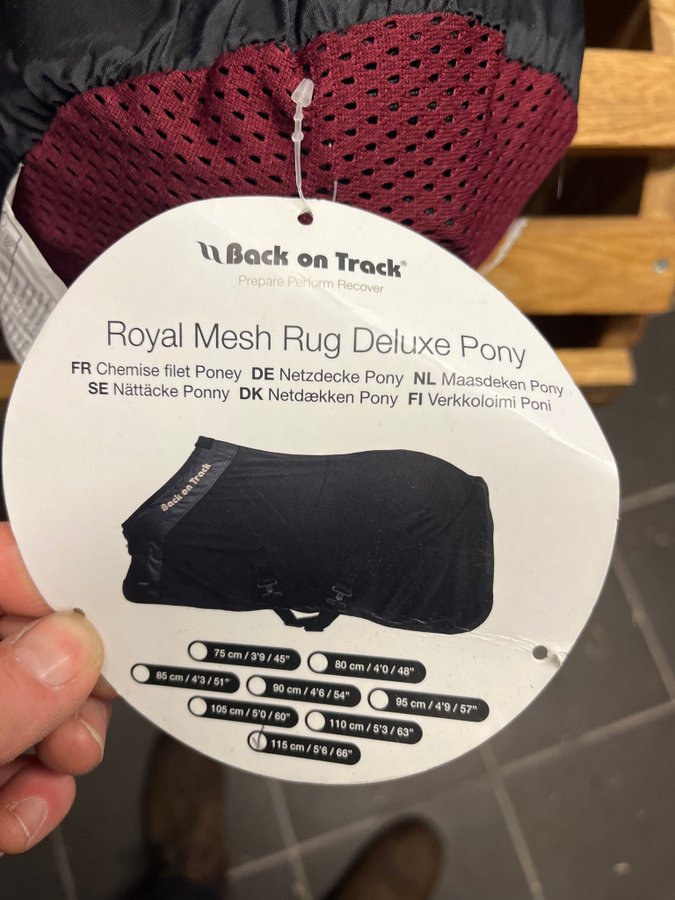 Back on Track®
Prepare Perform Recover
Royal Mesh Rug Deluxe Pony
FR Chemise filet Poney DE Netzdecke Pony NL Maasdeken Pony
SE Nättäcke Ponny DK Netdækken Pony FI Verkkoloimi Poni
Back on Track
75 cm / 3'9 / 45"
80 cm / 4'0 / 48"
85 cm / 4'3 / 51"
90 cm / 4'6 / 54"
95 cm / 4'9 / 57"
105 cm / 5'0 / 60"
110 cm / 5'3 / 63"
115 cm / 5'6 / 66"